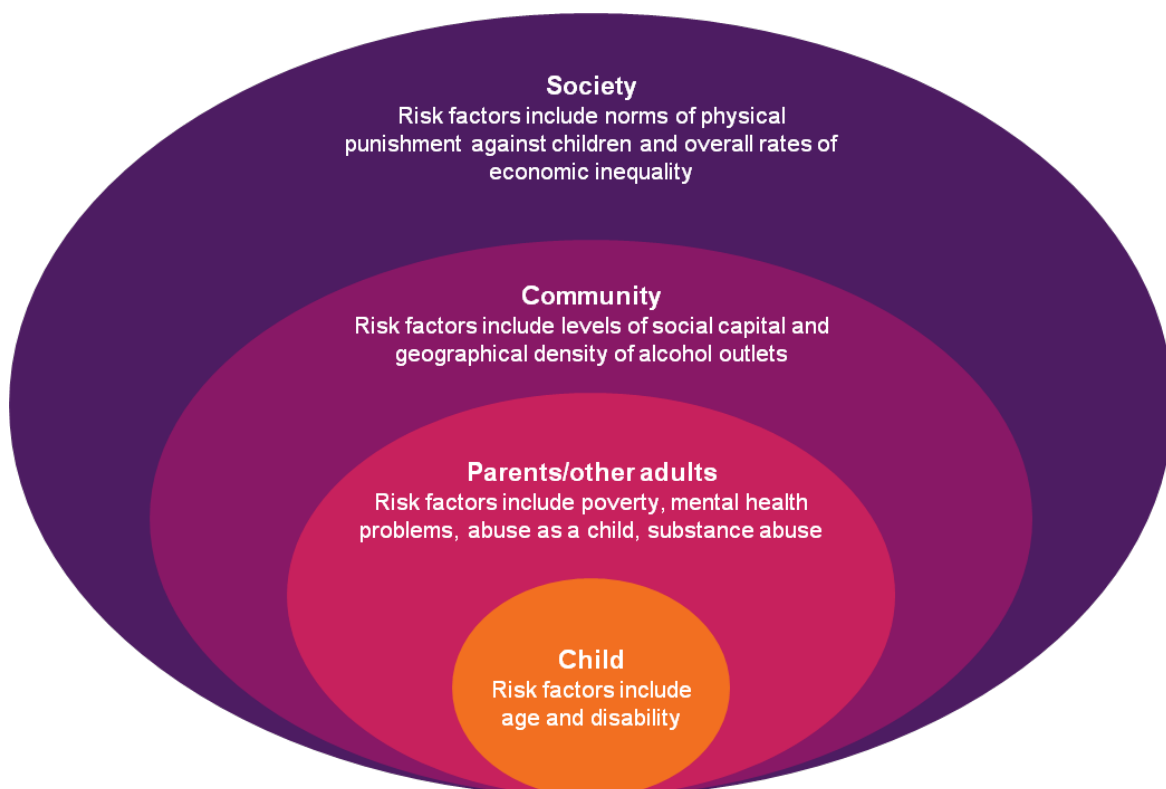 Society
Risk factors include norms of physical
punishment against children and overall rates of
economic inequality
Community
Risk factors include levels of social capital and
geographical density of alcohol outlets
Parents/other adults
Risk factors include poverty, mental health
problems, abuse as a child, substance abuse
Child
Risk factors include
age and disability